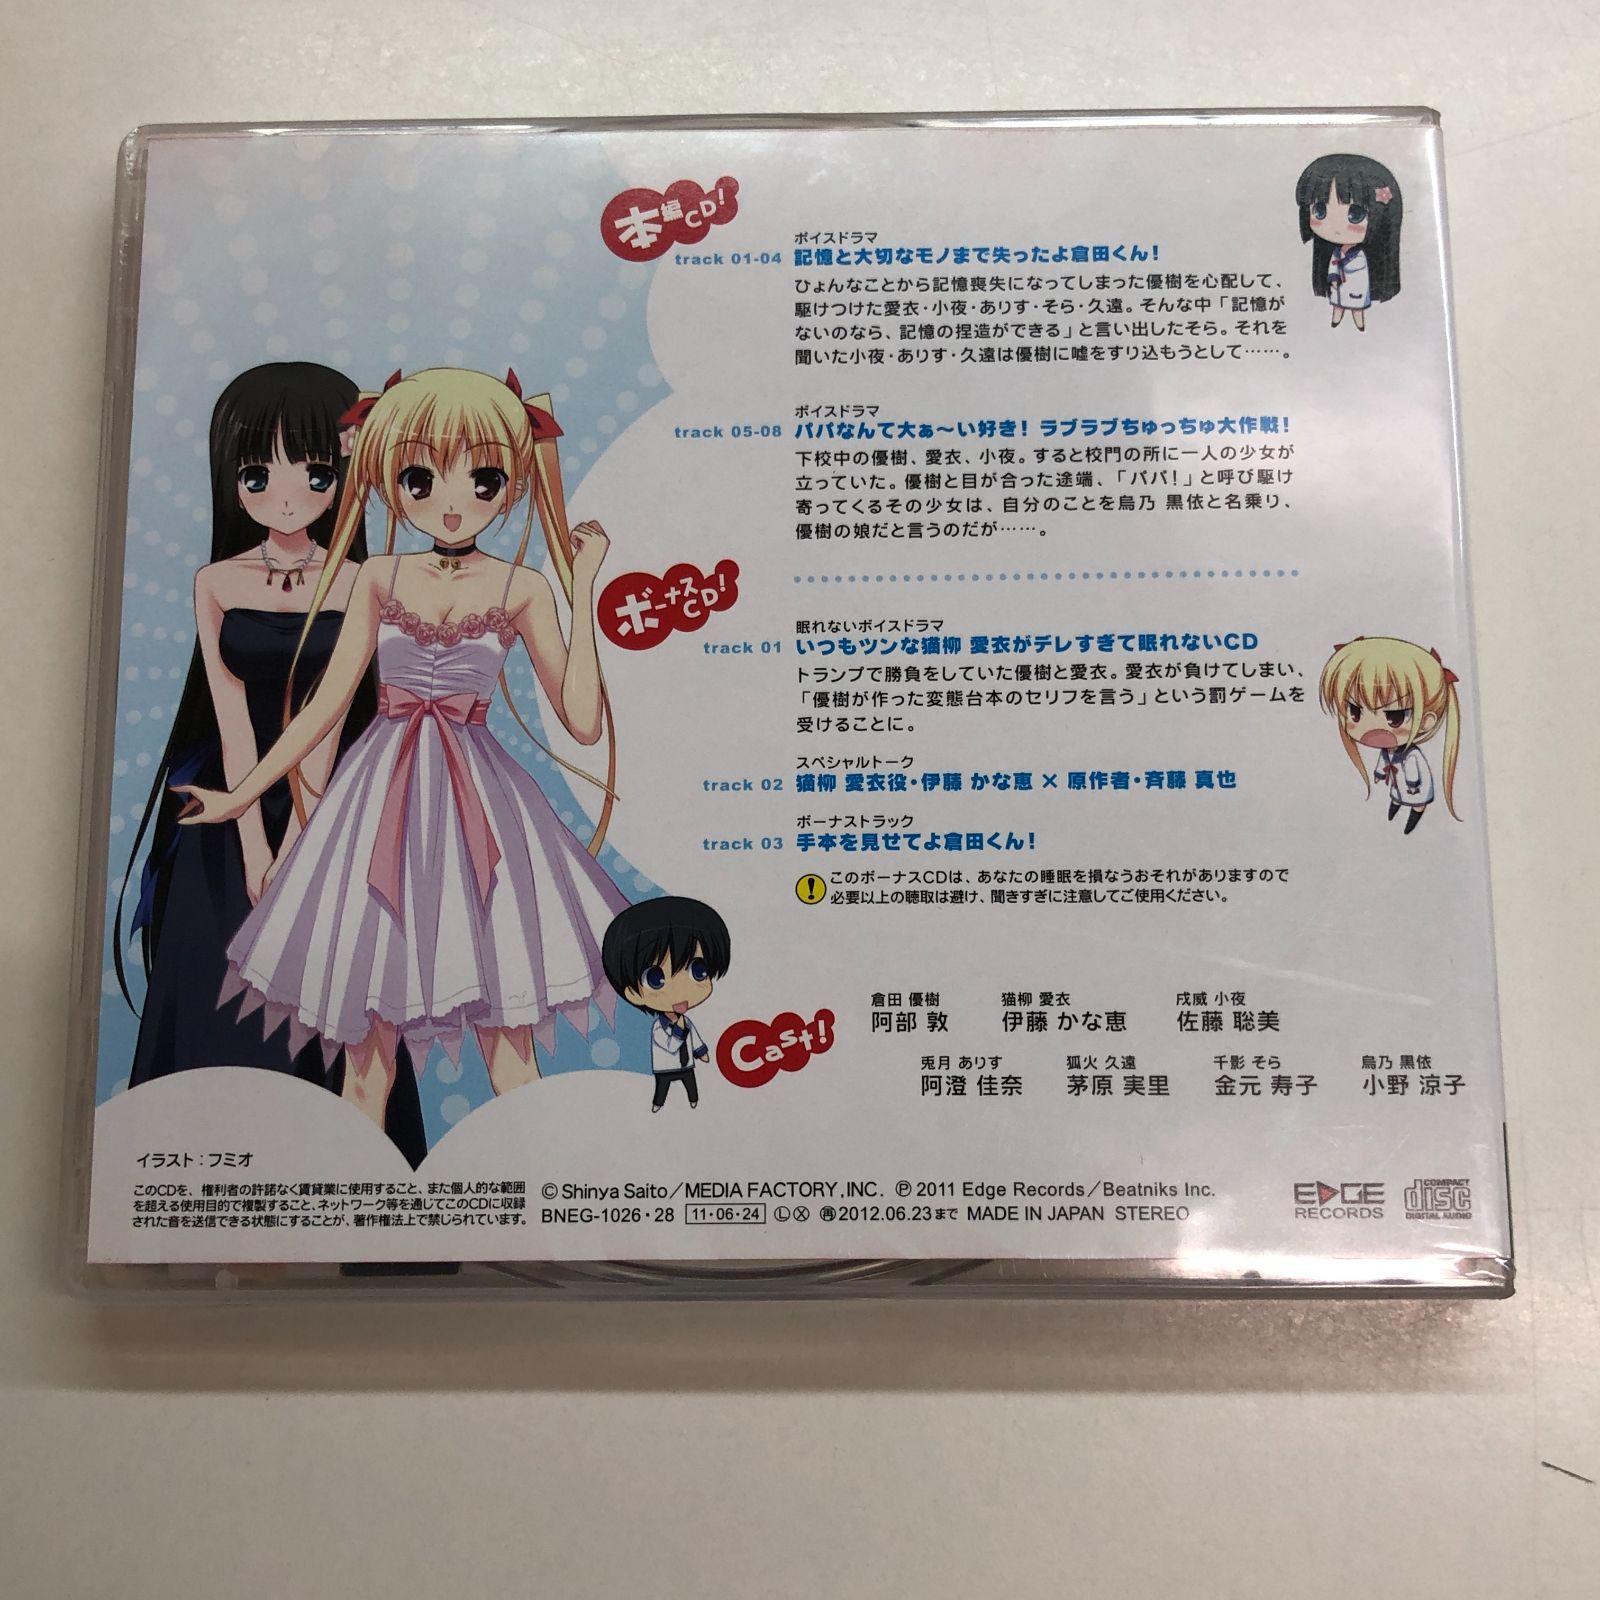 本編CD!
ボイスドラマ
track 01-04 記憶と大切なモノまで失ったよ倉田くん!
ひょんなことから記憶喪失になってしまった優樹を心配して、
駆けつけた愛衣・小夜・ありす・そら・久遠。そんな中「記憶が
ないのなら、記憶の捏造ができる」と言い出したそら。それを
聞いた小夜・ありす・久遠は優樹に嘘をすり込もうとして……。
ボイスドラマ
track 05-08 パパなんて大ぁ〜い好き! ラブラブちゅっちゅ大作戦!
下校中の優樹、愛衣、小夜。すると校門の所に一人の少女が
立っていた。優樹と目が合った途端、「パパ!」と呼び駆け
寄ってくるその少女は、自分のことを烏乃 黒依と名乗り、
優樹の娘だと言うのだが……。
ボーナスCD!
眠れないボイスドラマ
track 01 いつもツンな猫柳 愛衣がデレすぎて眠れないCD
トランプで勝負をしていた優樹と愛衣。愛衣が負けてしまい、
「優樹が作った変態台本のセリフを言う」という罰ゲームを
受けることに。
スペシャルトーク
track 02 猫柳 愛衣役・伊藤 かな恵 × 原作者・斉藤 真也
ボーナストラック
track 03 手本を見せてよ倉田くん!
このボーナスCDは、あなたの睡眠を損なうおそれがありますので
必要以上の聴取は避け、聞きすぎに注意してご使用ください。
Cast!
倉田 優樹 猫柳 愛衣 戌威 小夜
阿部 敦 伊藤 かな恵 佐藤 聡美
兎月 ありす 狐火 久遠 千影 そら 烏乃 黒依
阿澄 佳奈 茅原 実里 金元 寿子 小野 涼子
イラスト:フミオ
このCDを、権利者の許諾なく賃貸業に使用すること、また個人的な範囲
を超える使用目的で複製すること、ネットワーク等を通じてこのCDに収録
された音を送信できる状態にすることが、著作権法上で禁じられています。
©Shinya Saito/MEDIA FACTORY,INC. ℗2011 Edge Records/Beatniks Inc.
BNEG-1026・28 11・06・24 Ⓛ Ⓧ ㊢2012.06.23まで MADE IN JAPAN STEREO
EDGE
RECORDS
COMPACT
disc
DIGITAL AUDIO